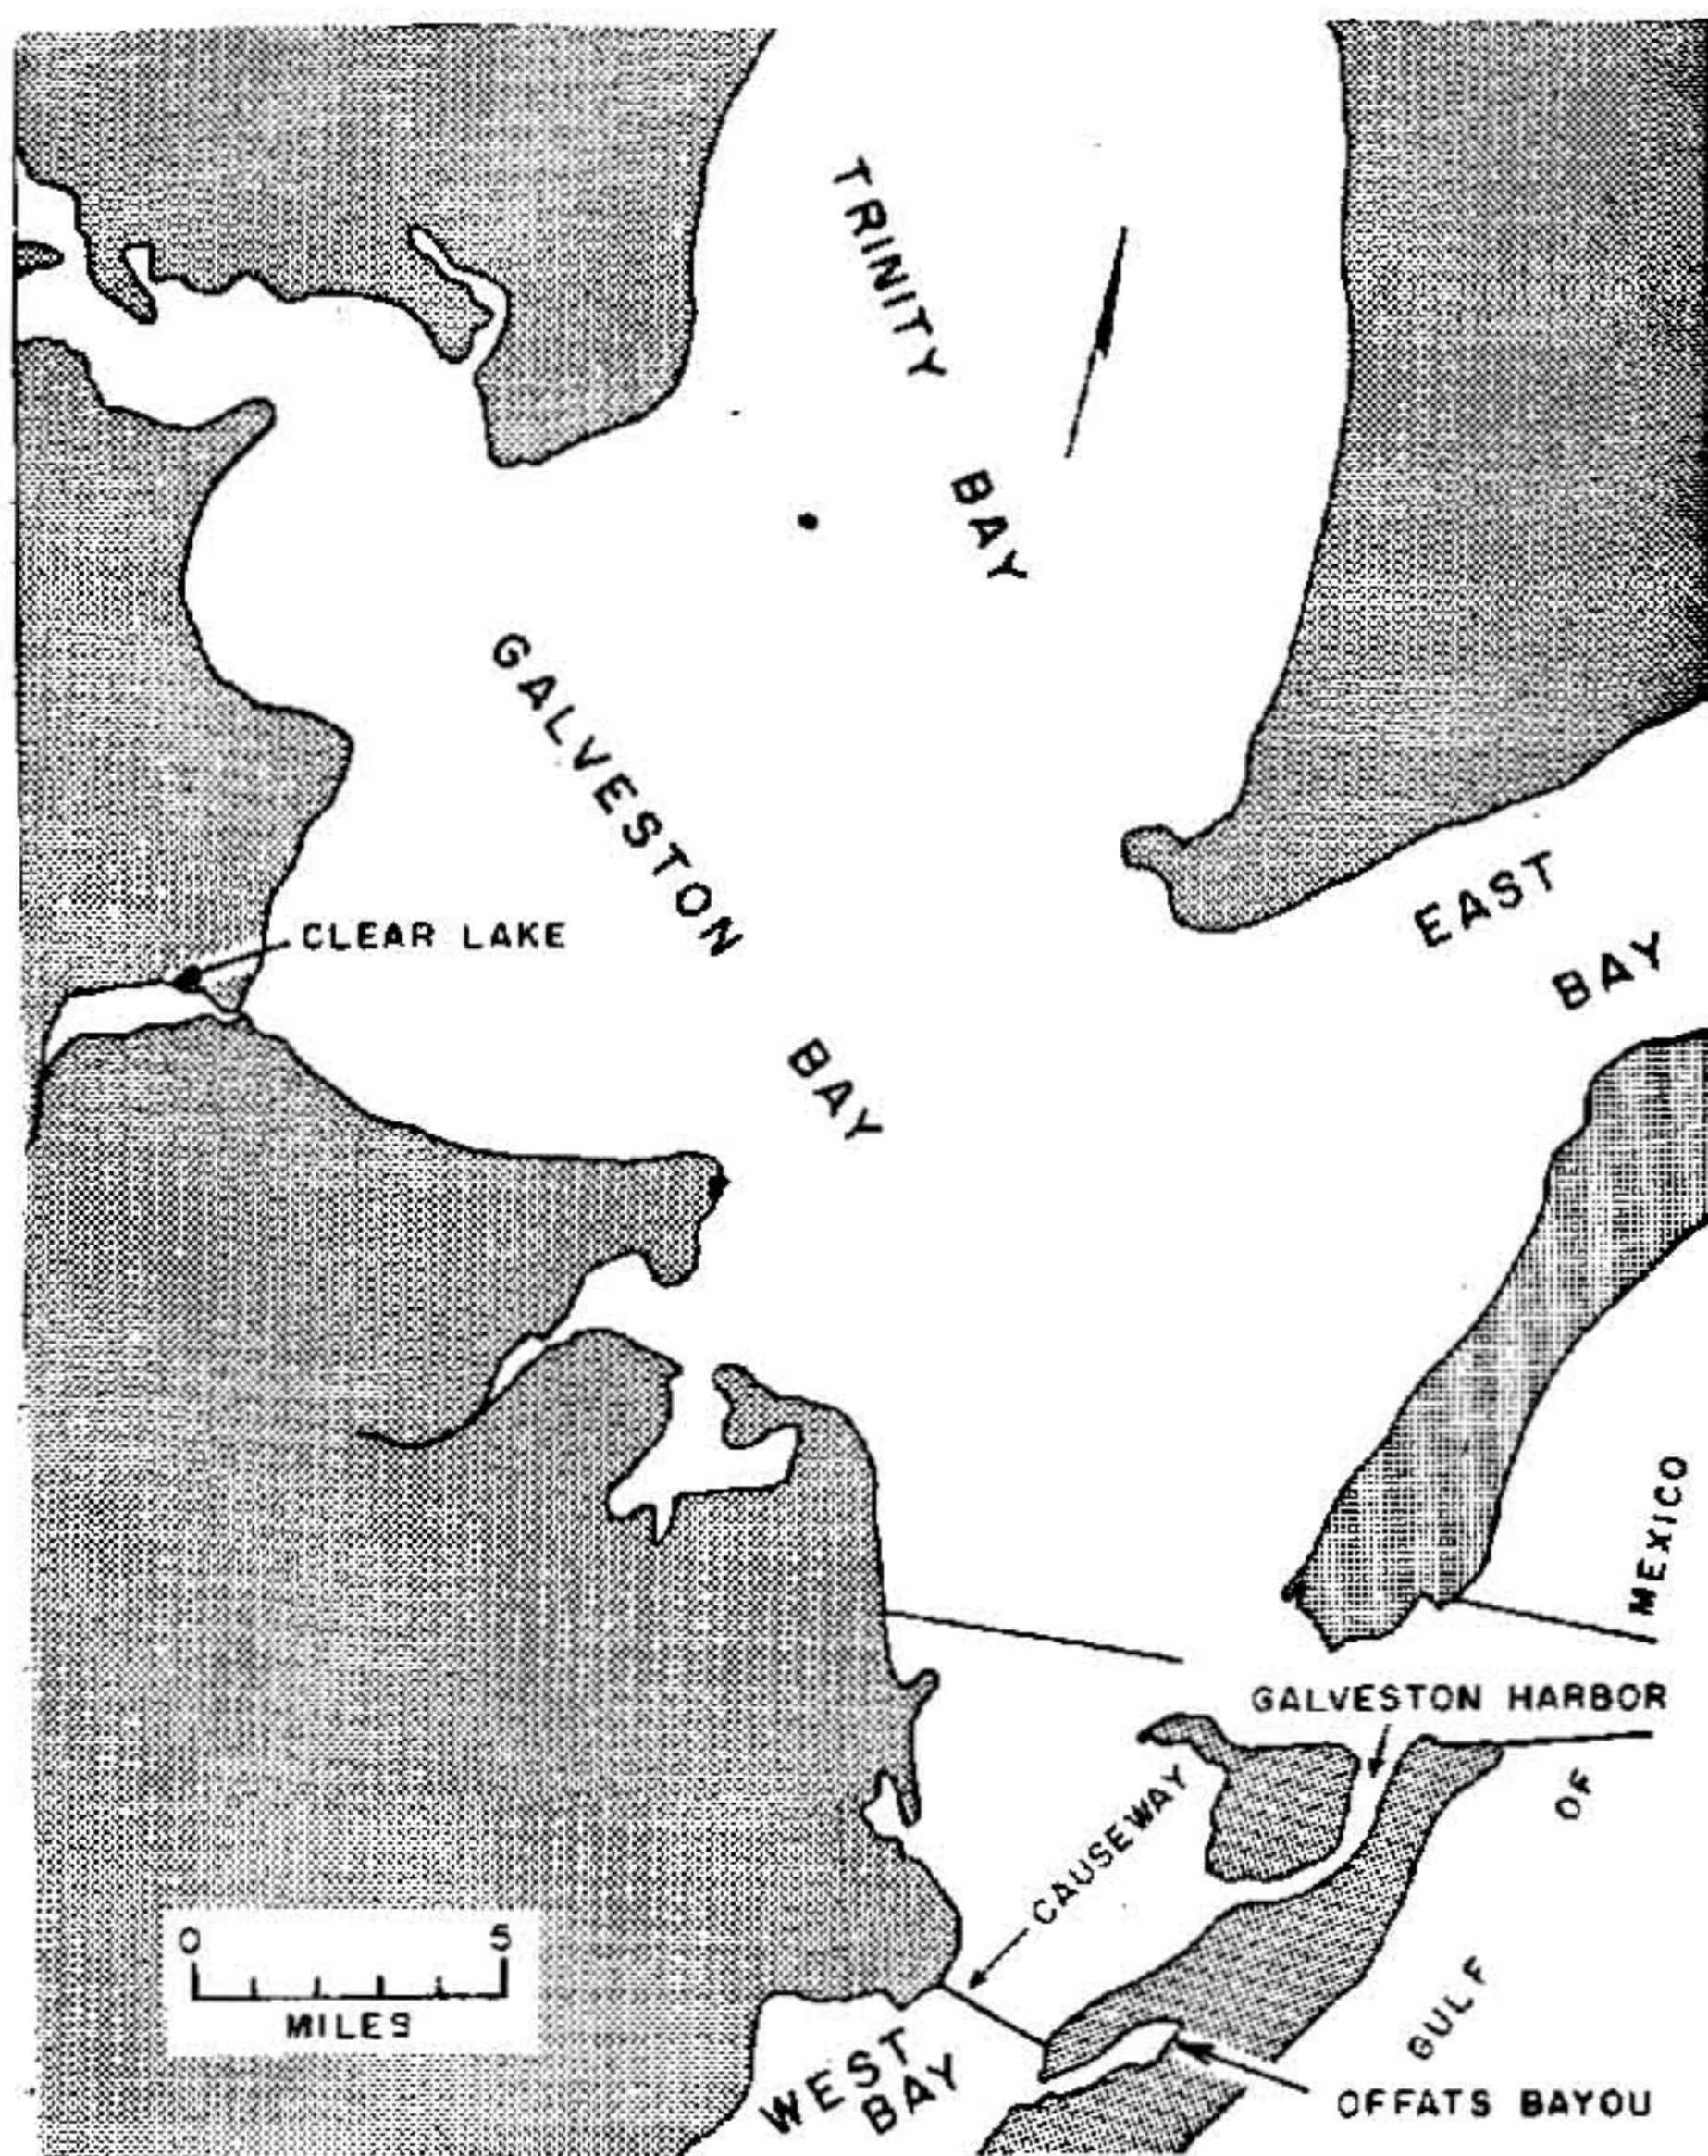 TRINITY
BAY
GALVESTON
BAY
EAST
BAY
CLEAR LAKE
GULF
OF
MEXICO
GALVESTON HARBOR
CAUSEWAY
0 5
MILES
WEST
BAY
OFFATS BAYOU